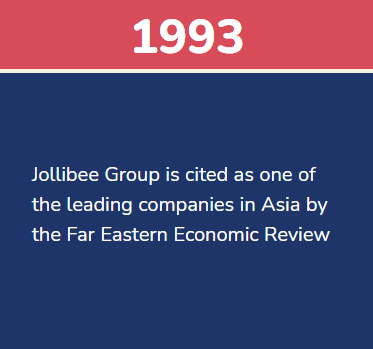 1993
Jollibee Group is cited as one of
the leading companies in Asia by
the Far Eastern Economic Review